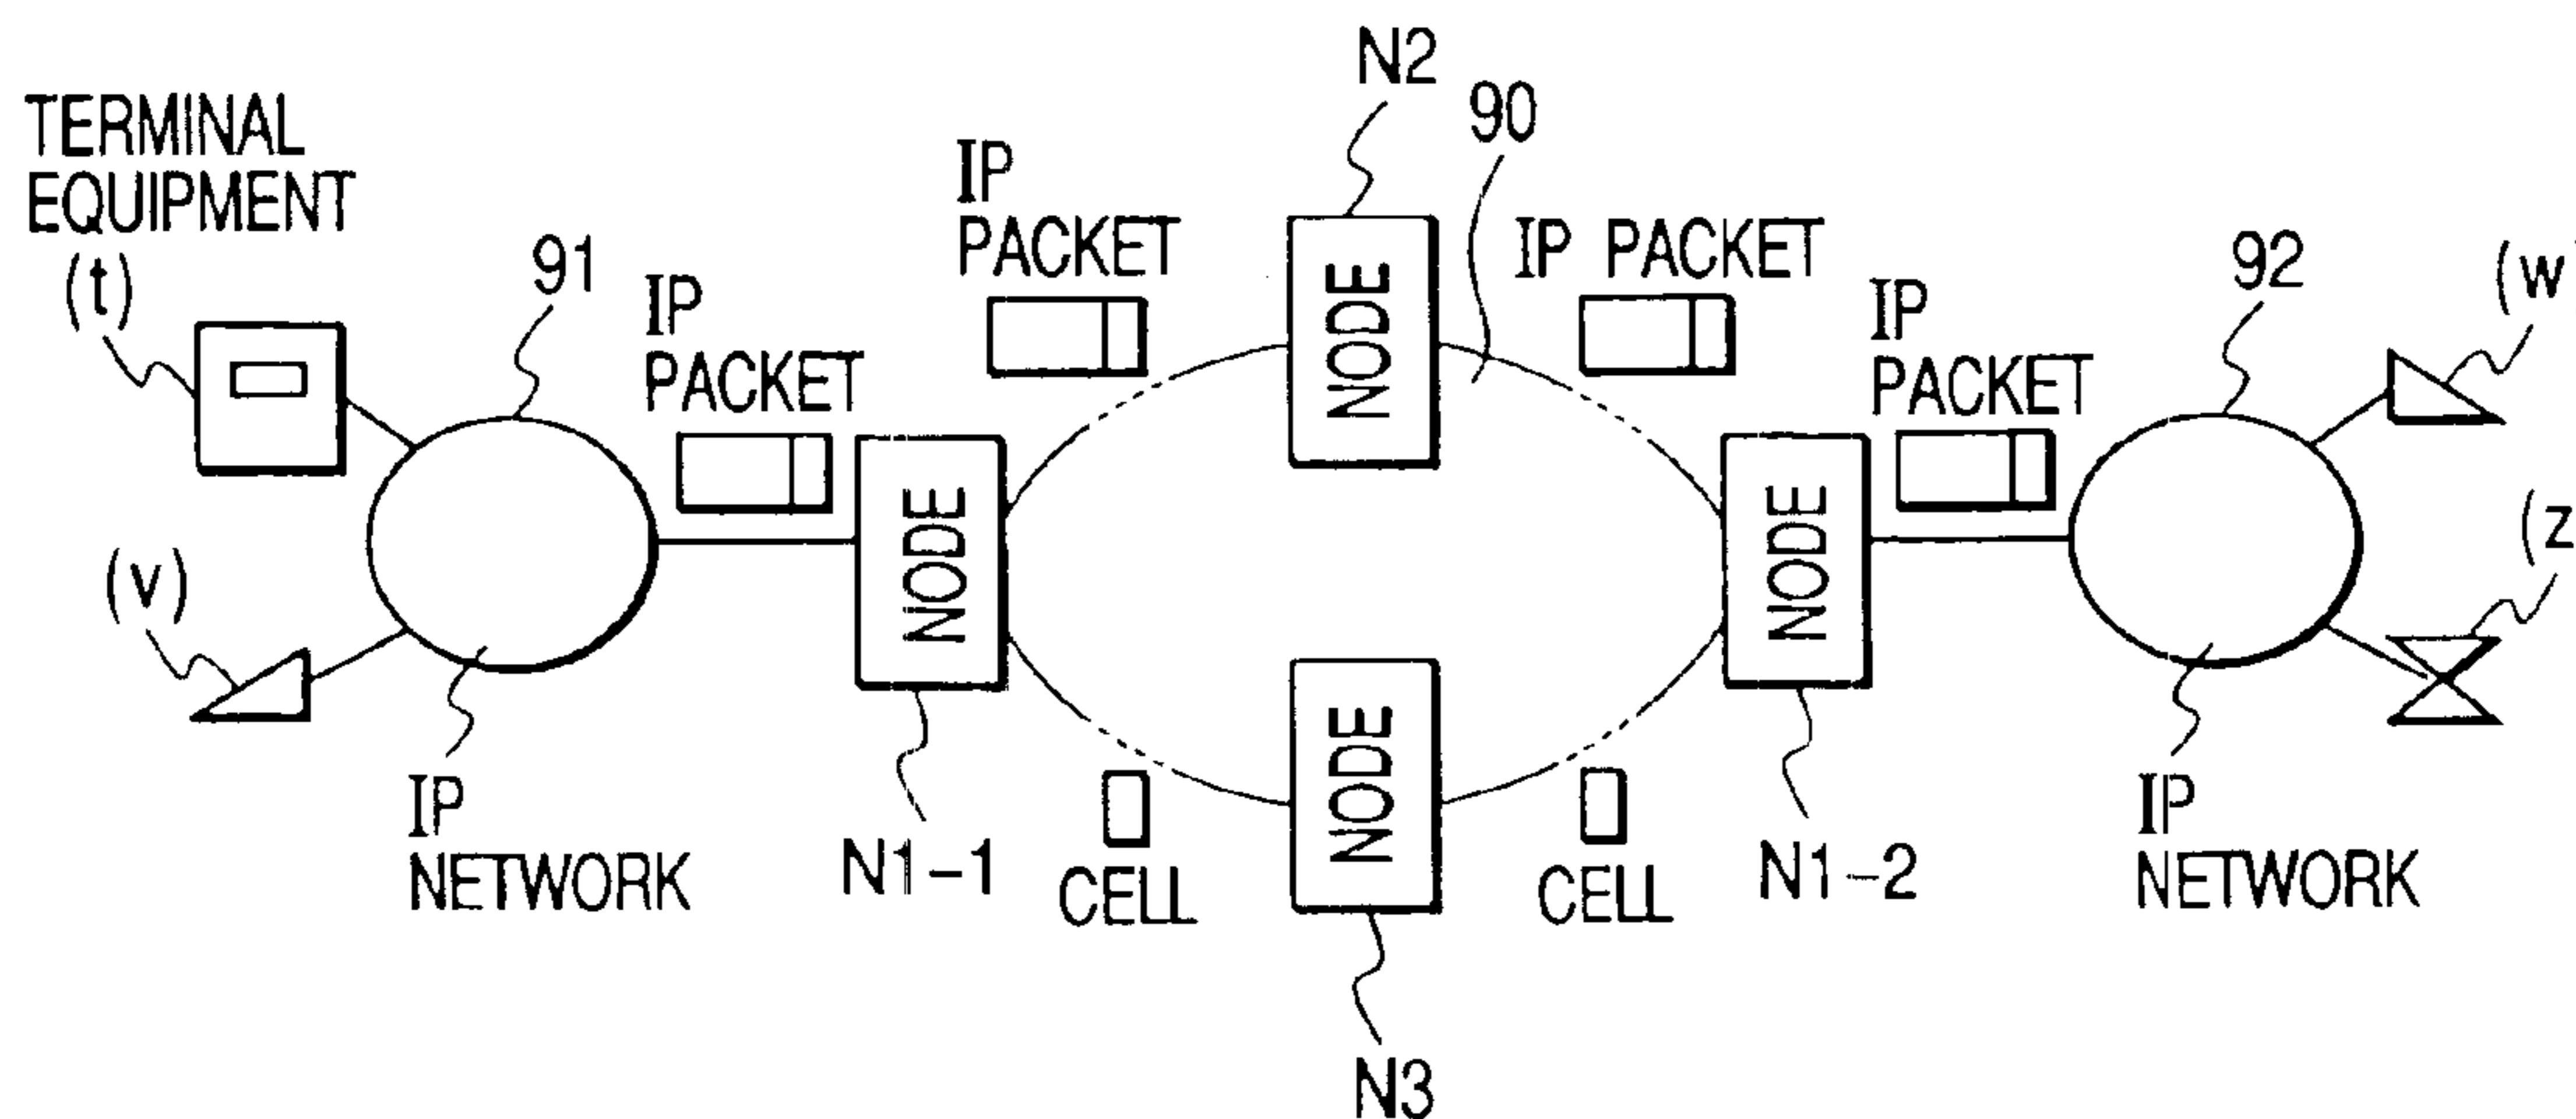 TERMINAL
EQUIPMENT
(t)
(v)
91
IP
NETWORK
IP
PACKET
NODE
N1-1
IP
PACKET
N2
NODE
90
IP PACKET
CELL
NODE
N3
CELL
NODE
N1-2
IP
PACKET
92
IP
NETWORK
(w
(z